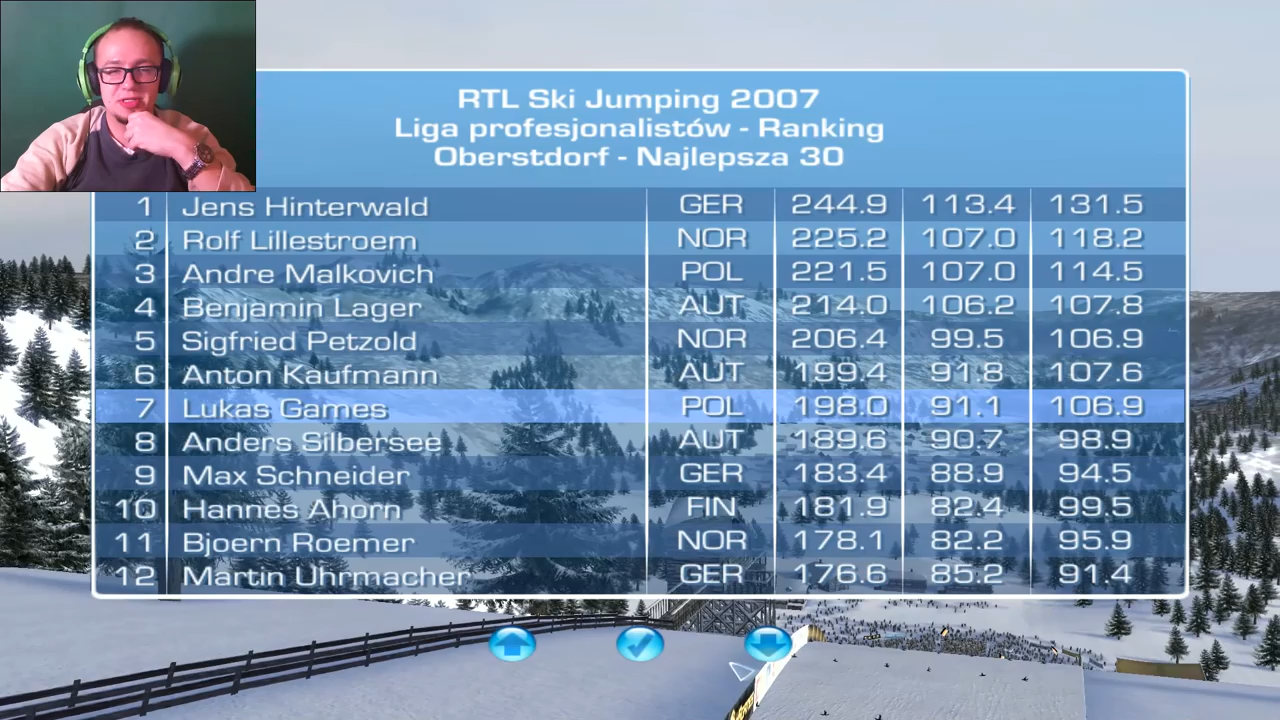 RTL Ski Jumping 2007
Liga profesjonalistów - Ranking
Oberstdorf - Najlepsza 30
1 Jens Hinterwald GER 244.9 113.4 131.5
2 Rolf Lillestroem NOR 225.2 107.0 118.2
3 Andre Malkovich POL 221.5 107.0 114.5
4 Benjamin Lager AUT 214.0 106.2 107.8
5 Sigfried Petzold NOR 206.4 99.5 106.9
6 Anton Kaufmann AUT 199.4 91.8 107.6
7 Lukas Games POL 198.0 91.1 106.9
8 Anders Silbersee AUT 189.6 90.7 98.9
9 Max Schneider GER 183.4 88.9 94.5
10 Hannes Ahorn FIN 181.9 82.4 99.5
11 Bjoern Roemer NOR 178.1 82.2 95.9
12 Martin Uhrmacher GER 176.6 85.2 91.4